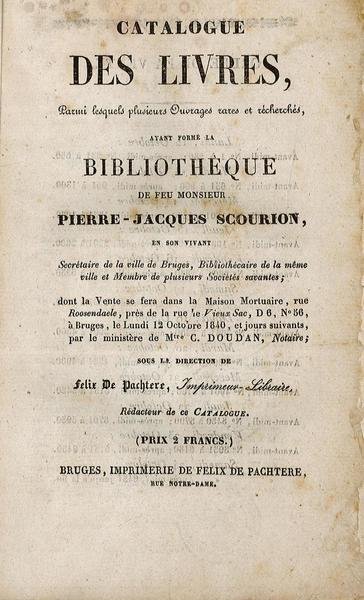 CATALOGUE
DES LIVRES,
Parmi lesquels plusieurs Ouvrages rares et récherchés,
AYANT FORMÉ LA
BIBLIOTHÈQUE
DE FEU MONSIEUR
PIERRE-JACQUES SCOURION,
EN SON VIVANT
Secrétaire de la ville de Bruges, Bibliothécaire de la même
ville et Membre de plusieurs Sociétés savantes;
dont la Vente se fera dans la Maison Mortuaire, rue
Roosendaele, près de la rue le Vieux Sac, D 6, N° 56,
à Bruges, le Lundi 12 Octobre 1840, et jours suivants,
par le ministère de Mtre C. DOUDAN, Notaire;
SOUS LE DIRECTION DE
Felix De Pachtere, Imprimeur-Libraire,
Rédacteur de ce CATALOGUE.
(PRIX 2 FRANCS.)
BRUGES, IMPRIMERIE DE FELIX DE PACHTERE,
RUE NOTRE-DAME.